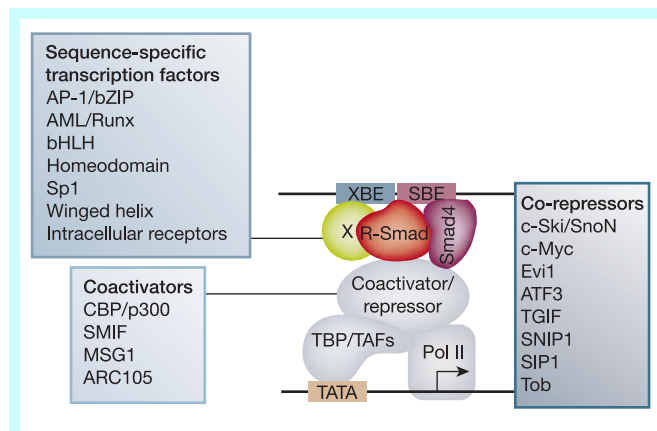 Sequence-specific
transcription factors
AP-1/bZIP
AML/Runx
bHLH
Homeodomain
Sp1
Winged helix
Intracellular receptors
Coactivators
CBP/p300
SMIF
MSG1
ARC105
XBE
SBE
X
R-Smad
Smad4
Coactivator/
repressor
TBP/TAFs
Pol II
TATA
Co-repressors
c-Ski/SnoN
c-Myc
Evi1
ATF3
TGIF
SNIP1
SIP1
Tob